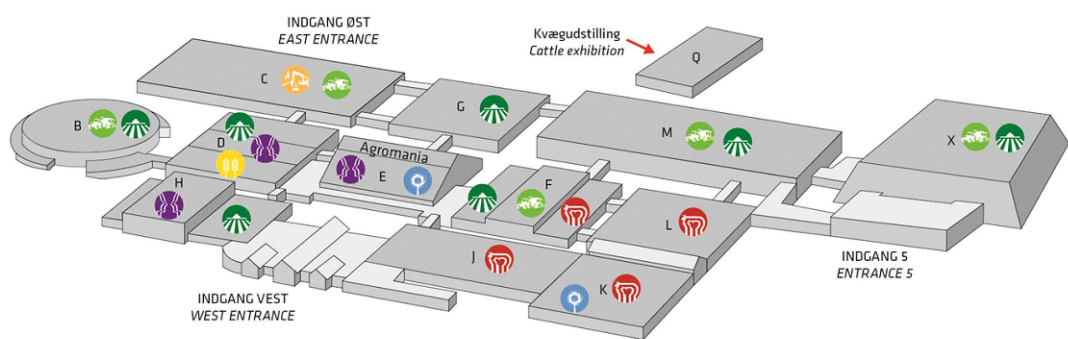 INDGANG ØST
EAST ENTRANCE
Kvægudstilling
Cattle exhibition
Q
C
G
B
M
X
D
Agromania
E
H
F
L
J
K
INDGANG 5
ENTRANCE 5
INDGANG VEST
WEST ENTRANCE